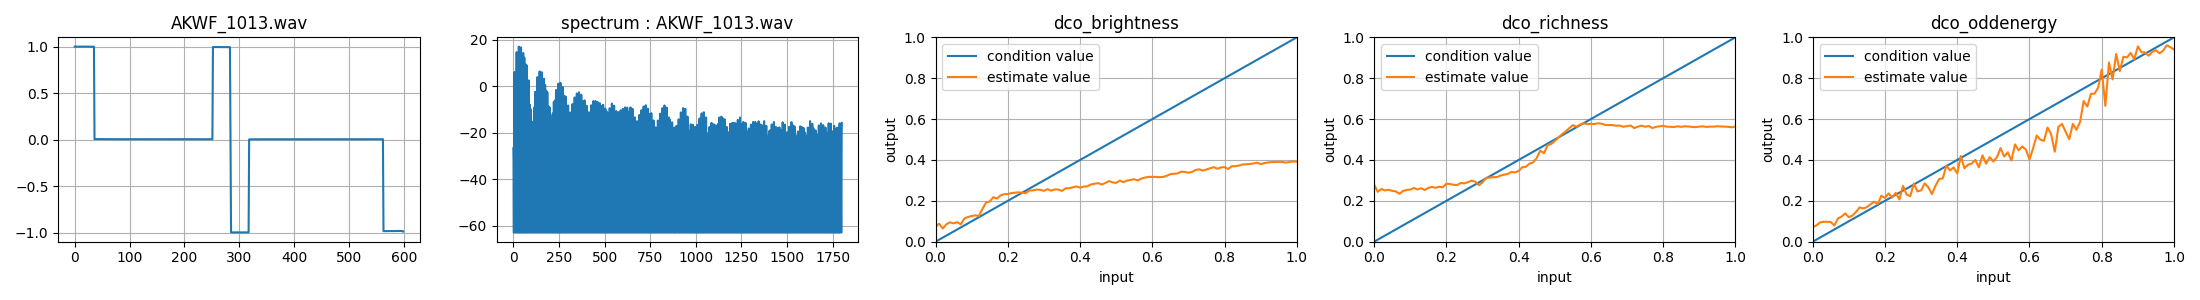 AKWF_1013.wav
1.0
0.5
0.0
−0.5
−1.0
0 100 200 300 400 500 600
spectrum : AKWF_1013.wav
20
0
−20
−40
−60
0 250 500 750 1000 1250 1500 1750
dco_brightness
condition value
estimate value
output
1.0
0.8
0.6
0.4
0.2
0.0
0.0 0.2 0.4 0.6 0.8 1.0
input
dco_richness
condition value
estimate value
output
1.0
0.8
0.6
0.4
0.2
0.0
0.0 0.2 0.4 0.6 0.8 1.0
input
dco_oddenergy
condition value
estimate value
output
1.0
0.8
0.6
0.4
0.2
0.0
0.0 0.2 0.4 0.6 0.8 1.0
input